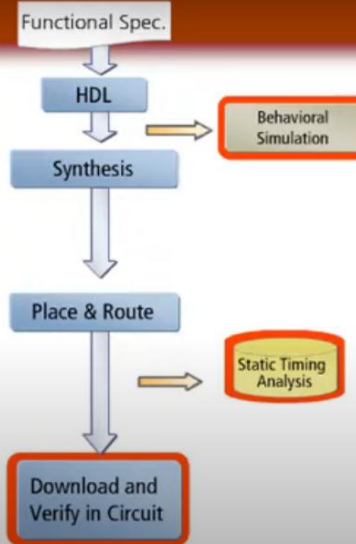 Functional Spec.
HDL
Behavioral
Simulation
Synthesis
Place & Route
Static Timing
Analysis
Download and
Verify in Circuit